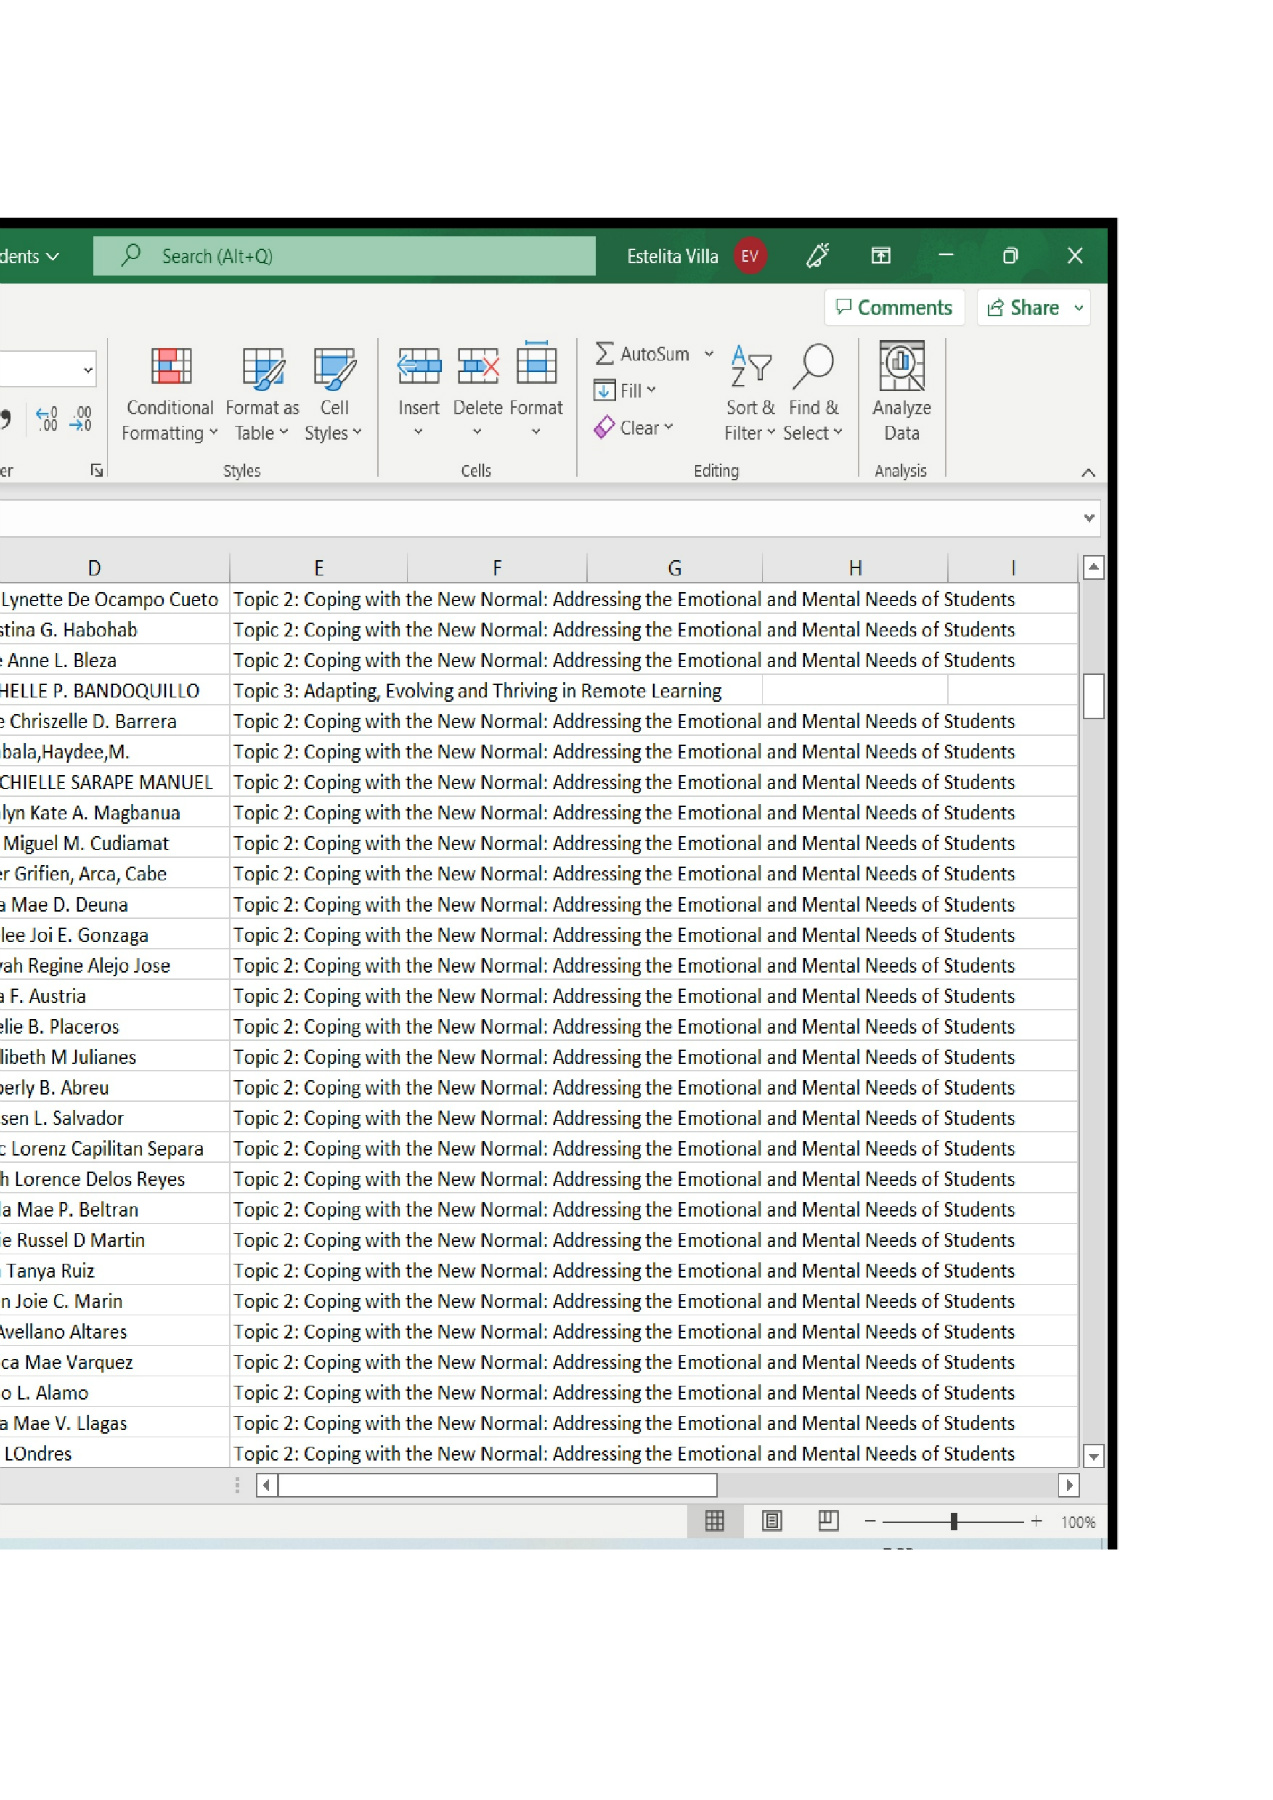 dents Search (Alt+Q) Estelita Villa EV
Comments Share
AutoSum
Fill
Clear
Conditional Format as Cell Insert Delete Format Sort & Find & Analyze
Formatting Table Styles Filter Select Data
er Styles Cells Editing Analysis
D E F G H I
Lynette De Ocampo Cueto Topic 2: Coping with the New Normal: Addressing the Emotional and Mental Needs of Students
stina G. Habohab Topic 2: Coping with the New Normal: Addressing the Emotional and Mental Needs of Students
e Anne L. Bleza Topic 2: Coping with the New Normal: Addressing the Emotional and Mental Needs of Students
HELLE P. BANDOQUILLO Topic 3: Adapting, Evolving and Thriving in Remote Learning
e Chriszelle D. Barrera Topic 2: Coping with the New Normal: Addressing the Emotional and Mental Needs of Students
bala,Haydee,M. Topic 2: Coping with the New Normal: Addressing the Emotional and Mental Needs of Students
CHIELLE SARAPE MANUEL Topic 2: Coping with the New Normal: Addressing the Emotional and Mental Needs of Students
lyn Kate A. Magbanua Topic 2: Coping with the New Normal: Addressing the Emotional and Mental Needs of Students
Miguel M. Cudiamat Topic 2: Coping with the New Normal: Addressing the Emotional and Mental Needs of Students
er Grifien, Arca, Cabe Topic 2: Coping with the New Normal: Addressing the Emotional and Mental Needs of Students
a Mae D. Deuna Topic 2: Coping with the New Normal: Addressing the Emotional and Mental Needs of Students
lee Joi E. Gonzaga Topic 2: Coping with the New Normal: Addressing the Emotional and Mental Needs of Students
yah Regine Alejo Jose Topic 2: Coping with the New Normal: Addressing the Emotional and Mental Needs of Students
a F. Austria Topic 2: Coping with the New Normal: Addressing the Emotional and Mental Needs of Students
elie B. Placeros Topic 2: Coping with the New Normal: Addressing the Emotional and Mental Needs of Students
libeth M Julianes Topic 2: Coping with the New Normal: Addressing the Emotional and Mental Needs of Students
berly B. Abreu Topic 2: Coping with the New Normal: Addressing the Emotional and Mental Needs of Students
sen L. Salvador Topic 2: Coping with the New Normal: Addressing the Emotional and Mental Needs of Students
c Lorenz Capilitan Separa Topic 2: Coping with the New Normal: Addressing the Emotional and Mental Needs of Students
h Lorence Delos Reyes Topic 2: Coping with the New Normal: Addressing the Emotional and Mental Needs of Students
la Mae P. Beltran Topic 2: Coping with the New Normal: Addressing the Emotional and Mental Needs of Students
ie Russel D Martin Topic 2: Coping with the New Normal: Addressing the Emotional and Mental Needs of Students
Tanya Ruiz Topic 2: Coping with the New Normal: Addressing the Emotional and Mental Needs of Students
n Joie C. Marin Topic 2: Coping with the New Normal: Addressing the Emotional and Mental Needs of Students
Avellano Altares Topic 2: Coping with the New Normal: Addressing the Emotional and Mental Needs of Students
ca Mae Varquez Topic 2: Coping with the New Normal: Addressing the Emotional and Mental Needs of Students
o L. Alamo Topic 2: Coping with the New Normal: Addressing the Emotional and Mental Needs of Students
a Mae V. Llagas Topic 2: Coping with the New Normal: Addressing the Emotional and Mental Needs of Students
LOndres Topic 2: Coping with the New Normal: Addressing the Emotional and Mental Needs of Students
100%